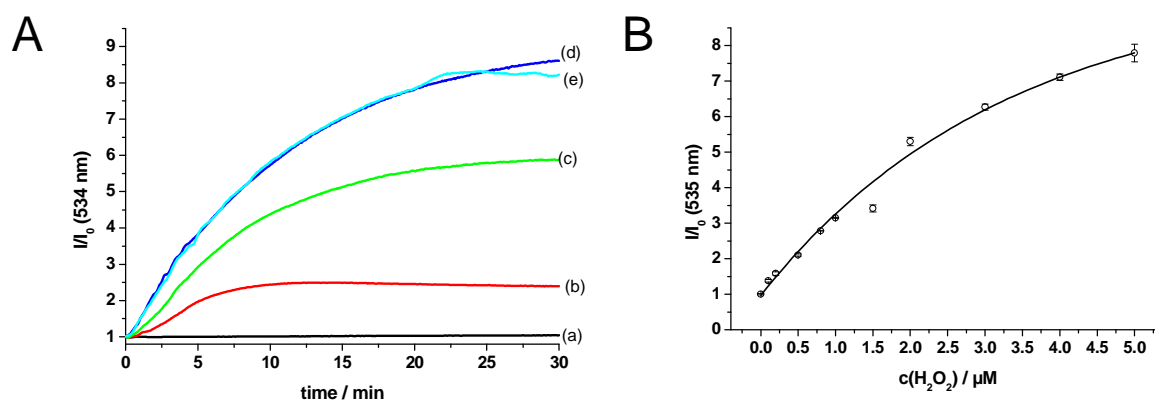 A
I/I0 (534 nm)
9
8
7
6
5
4
3
2
1
0 5 10 15 20 25 30
time / min
(d)
(e)
(c)
(b)
(a)
B
I/I0 (535 nm)
8
7
6
5
4
3
2
1
0
0.0 0.5 1.0 1.5 2.0 2.5 3.0 3.5 4.0 4.5 5.0
c(H2O2) / µM